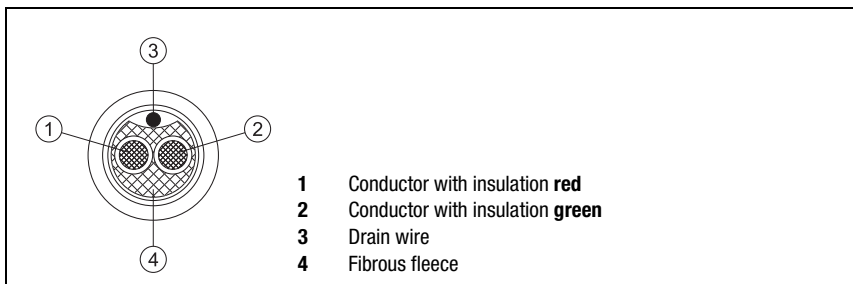 3
1
2
4
1 Conductor with insulation red
2 Conductor with insulation green
3 Drain wire
4 Fibrous fleece